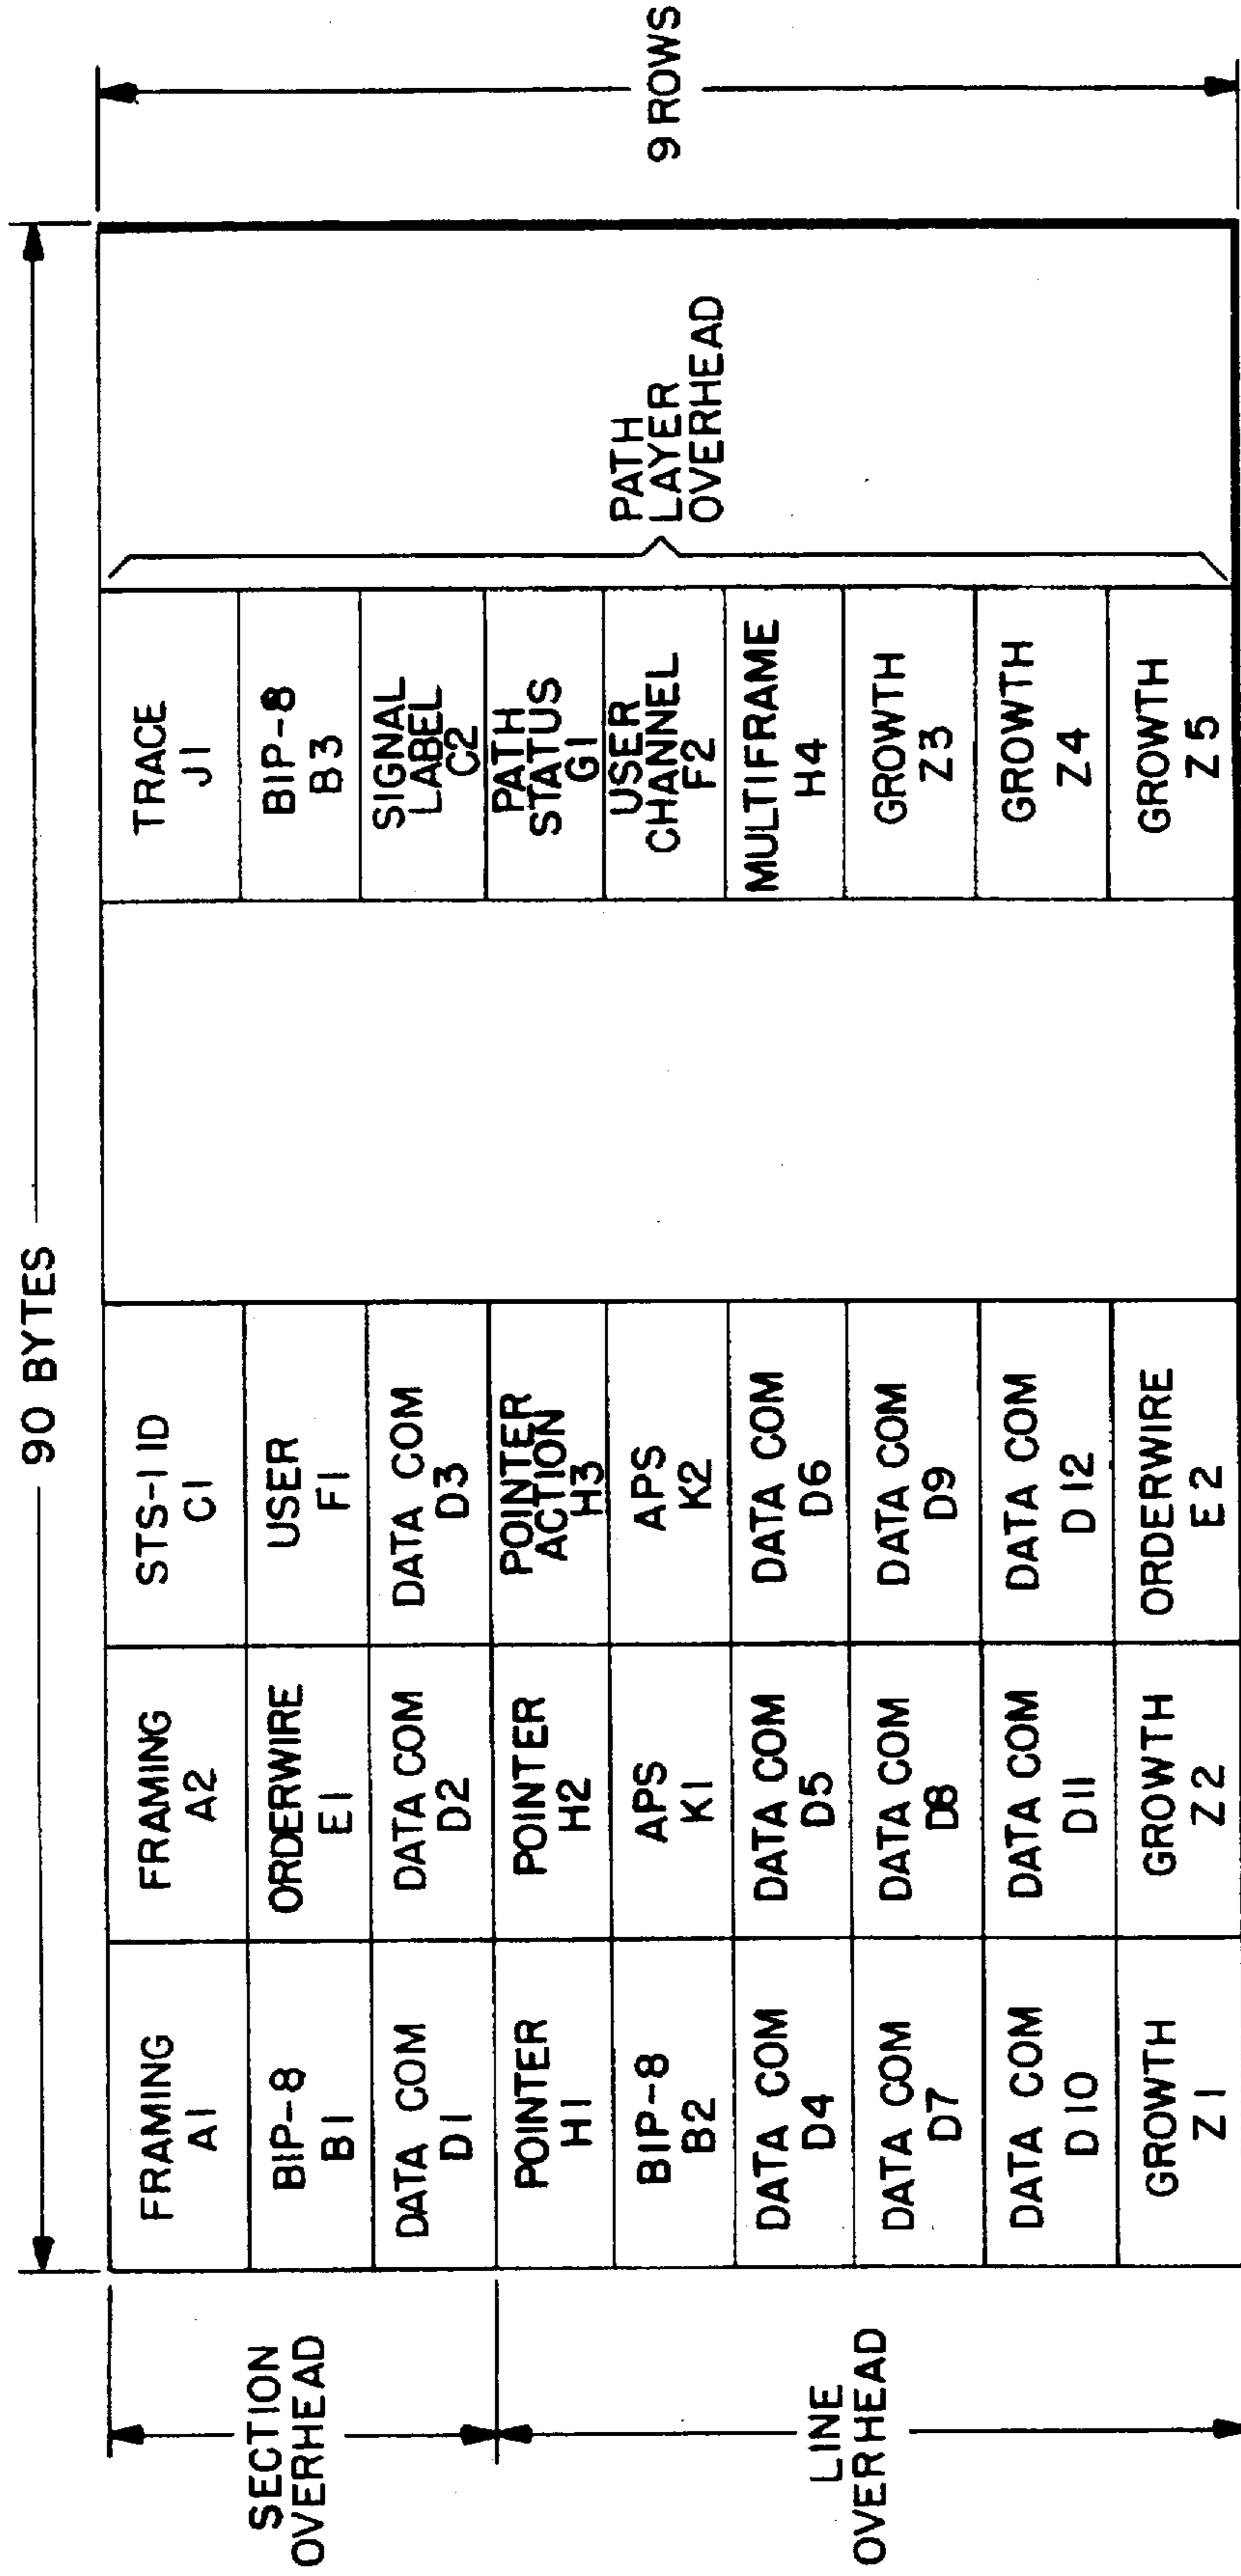 90 BYTES
9 ROWS
SECTION
OVERHEAD
LINE
OVERHEAD
FRAMING
A1
FRAMING
A2
STS-1 ID
C1
TRACE
J1
BIP-8
B1
ORDERWIRE
E1
USER
F1
BIP-8
B3
DATA COM
D1
DATA COM
D2
DATA COM
D3
SIGNAL
LABEL
C2
POINTER
H1
POINTER
H2
POINTER
ACTION
H3
PATH
STATUS
G1
BIP-8
B2
APS
K1
APS
K2
USER
CHANNEL
F2
DATA COM
D4
DATA COM
D5
DATA COM
D6
MULTIFRAME
H4
DATA COM
D7
DATA COM
D8
DATA COM
D9
GROWTH
Z3
DATA COM
D10
DATA COM
D11
DATA COM
D12
GROWTH
Z4
GROWTH
Z1
GROWTH
Z2
ORDERWIRE
E2
GROWTH
Z5
PATH
LAYER
OVERHEAD